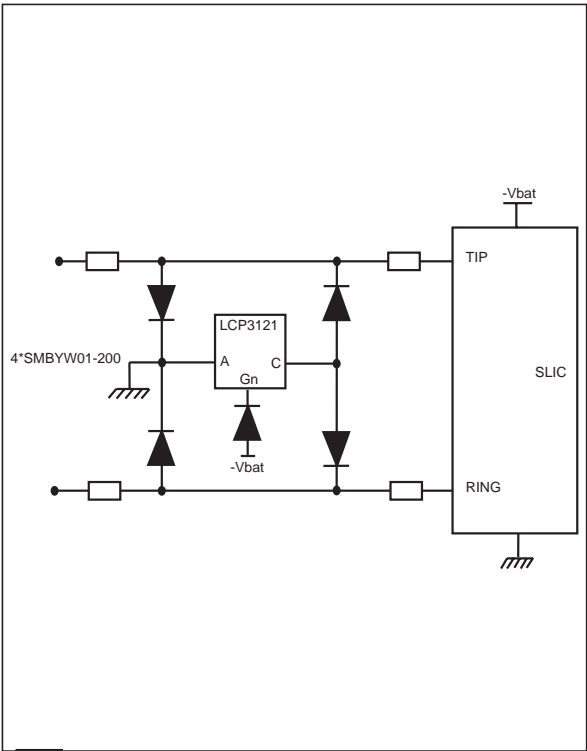 -Vbat
TIP
LCP3121
4*SMBYW01-200
A
C
SLIC
Gn
-Vbat
RING